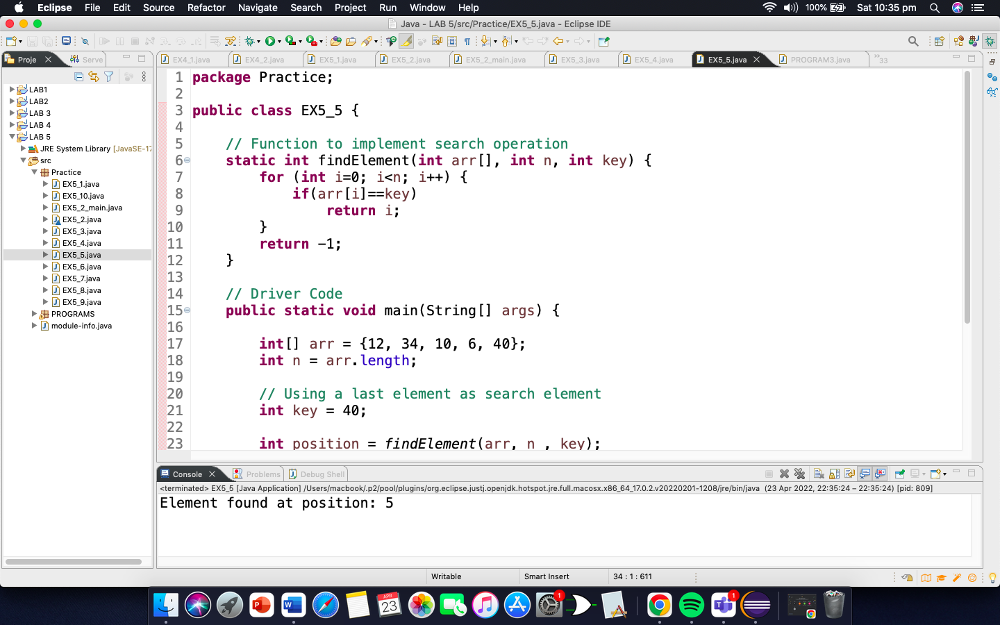 Eclipse File Edit Source Refactor Navigate Search Project Run Window Help 100% Sat 10:35 pm
Java - LAB 5/src/Practice/EX5_5.java - Eclipse IDE
Proje Serve
EX4_1.java EX4_2.java EX5_1.java EX5_2.java EX5_2_main.java EX5_3.java EX5_4.java EX5_5.java PROGRAM3.java 33
LAB1
LAB2
LAB 3
LAB 4
LAB 5
JRE System Library [JavaSE-17
src
Practice
EX5_1.java
EX5_10.java
EX5_2_main.java
EX5_2.java
EX5_3.java
EX5_4.java
EX5_5.java
EX5_6.java
EX5_7.java
EX5_8.java
EX5_9.java
PROGRAMS
module-info.java
1 package Practice;
2
3 public class EX5_5 {
4
5 // Function to implement search operation
6 static int findElement(int arr[], int n, int key) {
7 for (int i=0; i<n; i++) {
8 if(arr[i]==key)
9 return i;
10 }
11 return -1;
12 }
13
14 // Driver Code
15 public static void main(String[] args) {
16
17 int[] arr = {12, 34, 10, 6, 40};
18 int n = arr.length;
19
20 // Using a last element as search element
21 int key = 40;
22
23 int position = findElement(arr, n , key);
Console Problems Debug Shell
<terminated> EX5_5 [Java Application] /Users/macbook/.p2/pool/plugins/org.eclipse.justj.openjdk.hotspot.jre.full.macosx.x86_64_17.0.2.v20220201-1208/jre/bin/java (23 Apr 2022, 22:35:24 – 22:35:24) [pid: 809]
Element found at position: 5
Writable Smart Insert 34 : 1 : 611
APR
23
1
1